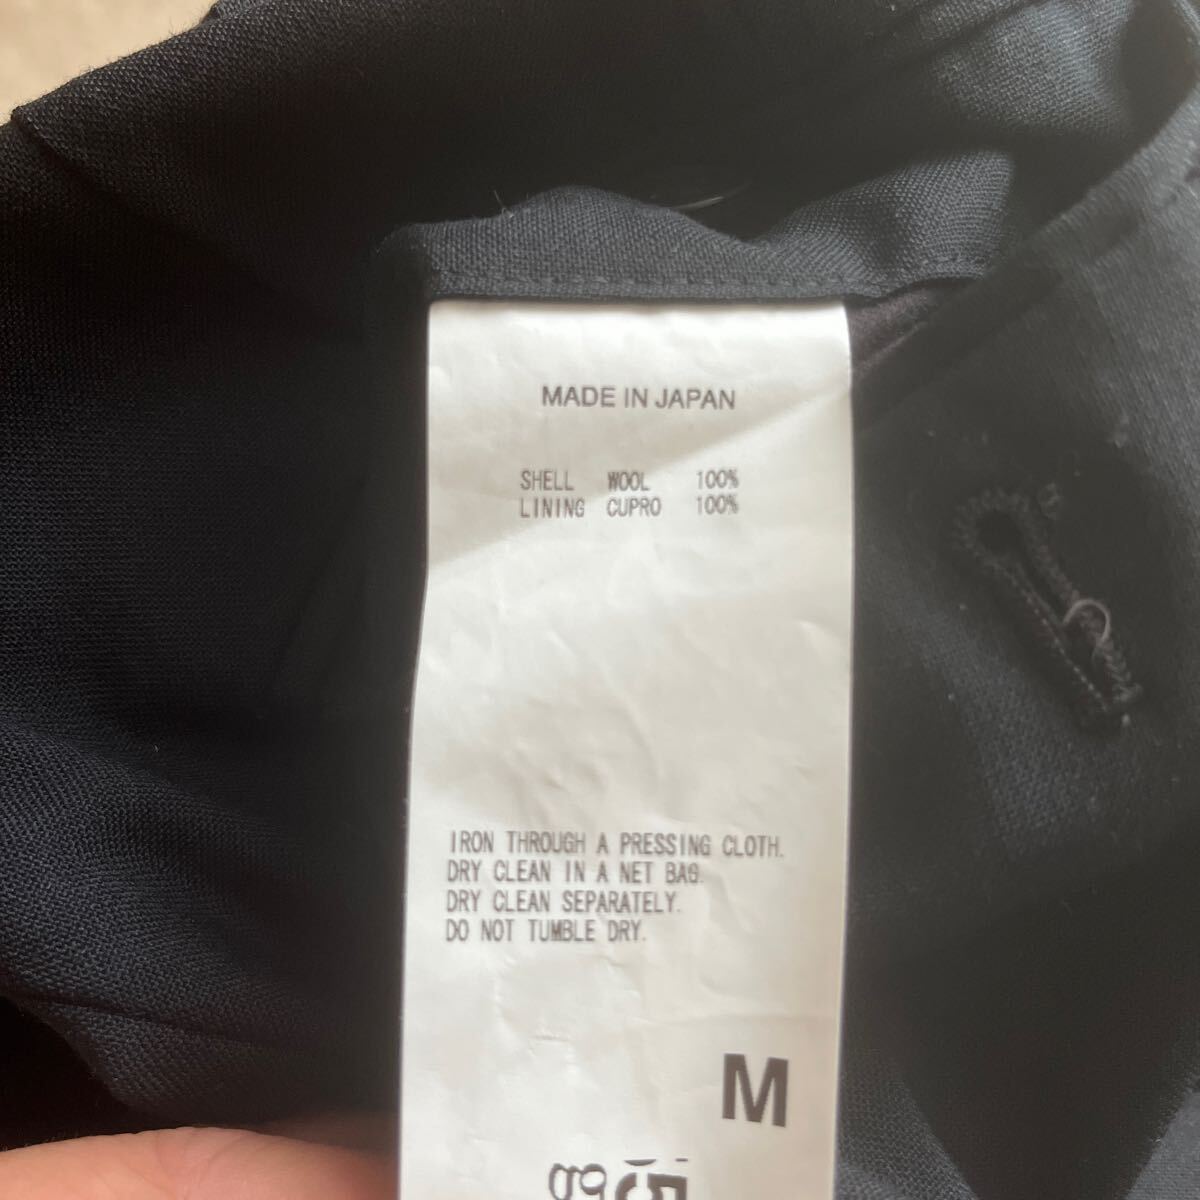 MADE IN JAPAN
SHELL WOOL 100%
LINING CUPRO 100%
IRON THROUGH A PRESSING CLOTH.
DRY CLEAN IN A NET BAG.
DRY CLEAN SEPARATELY.
DO NOT TUMBLE DRY.
M